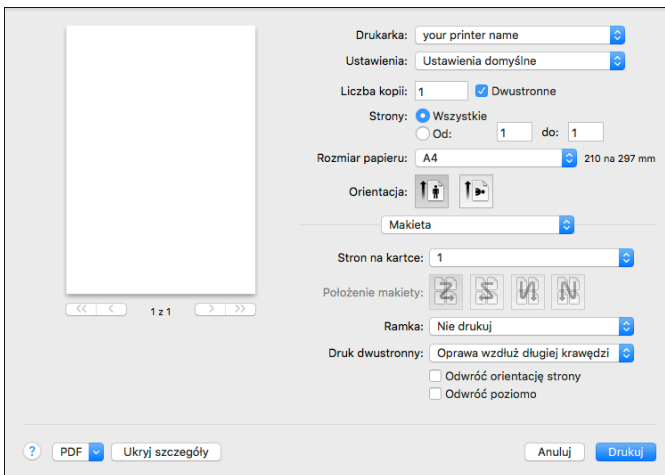 Drukarka: your printer name
Ustawienia: Ustawienia domyślne
Liczba kopii: 1 Dwustronne
Strony: Wszystkie
Od: 1 do: 1
Rozmiar papieru: A4 210 na 297 mm
Orientacja:
Makieta
Stron na kartce: 1
Położenie makiety:
<< < 1 z 1 > >>
Ramka: Nie drukuj
Druk dwustronny: Oprawa wzdłuż długiej krawędzi
Odwróć orientację strony
Odwróć poziomo
? PDF Ukryj szczegóły Anuluj Drukuj